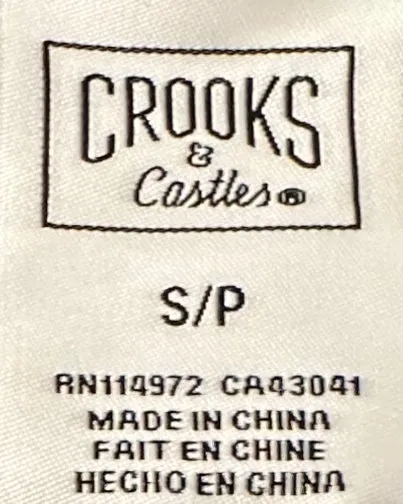 CROOKS
&
Castles®
S/P
RN114972 CA43041
MADE IN CHINA
FAIT EN CHINE
HECHO EN CHINA